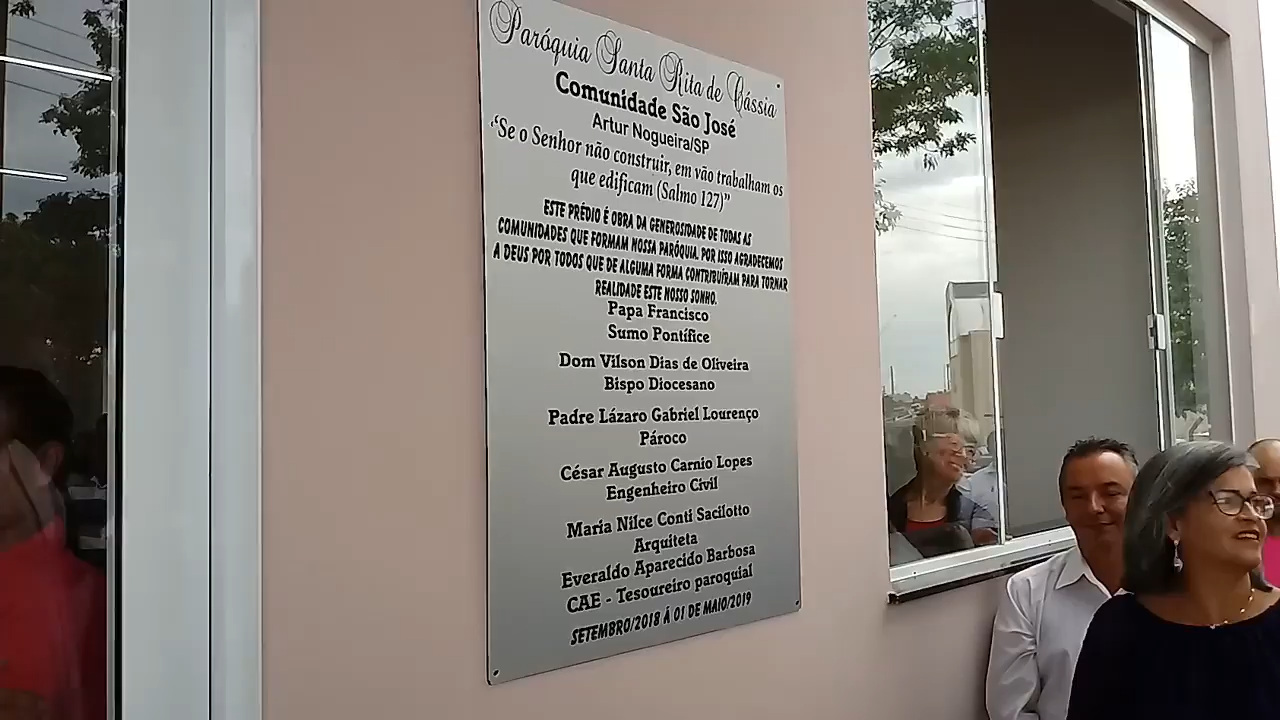 Paróquia Santa Rita de Cássia
Comunidade São José
Artur Nogueira/SP
“Se o Senhor não construir, em vão trabalham os
que edificam (Salmo 127)”
ESTE PRÉDIO É OBRA DA GENEROSIDADE DE TODAS AS
COMUNIDADES QUE FORMAM NOSSA PARÓQUIA. POR ISSO AGRADECEMOS
A DEUS POR TODOS QUE DE ALGUMA FORMA CONTRIBUÍRAM PARA TORNAR
REALIDADE ESTE NOSSO SONHO.
Papa Francisco
Sumo Pontífice
Dom Vilson Dias de Oliveira
Bispo Diocesano
Padre Lázaro Gabriel Lourenço
Pároco
César Augusto Carnio Lopes
Engenheiro Civil
Maria Nilce Conti Sacilotto
Arquiteta
Everaldo Aparecido Barbosa
CAE - Tesoureiro paroquial
SETEMBRO/2018 Á 01 DE MAIO/2019